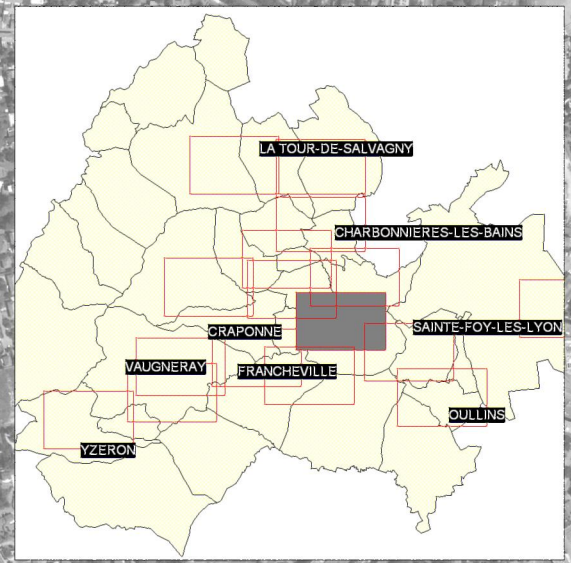 LA TOUR-DE-SALVAGNY
CHARBONNIERES-LES-BAINS
SAINTE-FOY-LES-LYON
CRAPONNE
VAUGNERAY
FRANCHEVILLE
OULLINS
YZERON